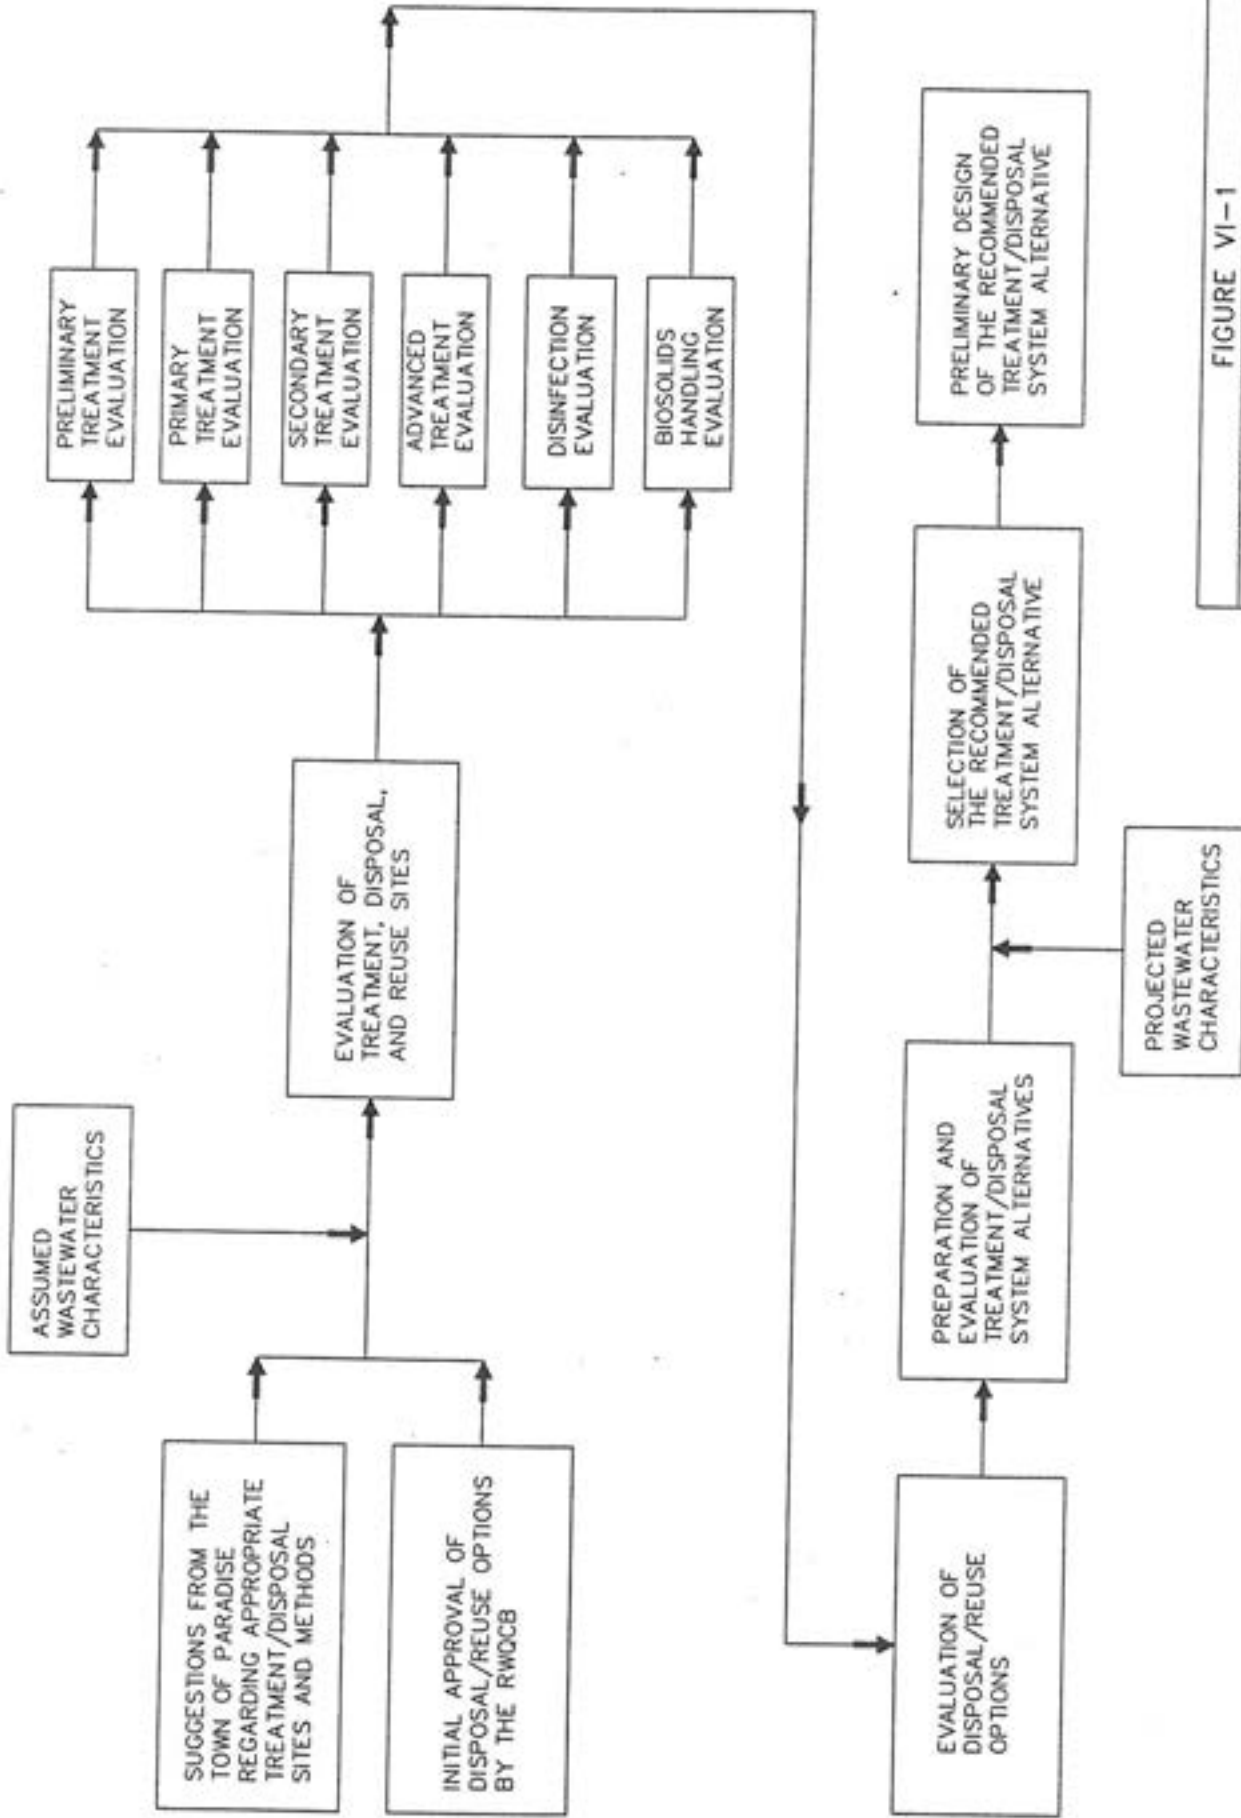 ASSUMED
WASTEWATER
CHARACTERISTICS
SUGGESTIONS FROM THE
TOWN OF PARADISE
REGARDING APPROPRIATE
TREATMENT/DISPOSAL
SITES AND METHODS
INITIAL APPROVAL OF
DISPOSAL/REUSE OPTIONS
BY THE RWQCB
EVALUATION OF
TREATMENT, DISPOSAL,
AND REUSE SITES
PRELIMINARY
TREATMENT
EVALUATION
PRIMARY
TREATMENT
EVALUATION
SECONDARY
TREATMENT
EVALUATION
ADVANCED
TREATMENT
EVALUATION
DISINFECTION
EVALUATION
BIOSOLIDS
HANDLING
EVALUATION
EVALUATION OF
DISPOSAL/REUSE
OPTIONS
PREPARATION AND
EVALUATION OF
TREATMENT/DISPOSAL
SYSTEM ALTERNATIVES
PROJECTED
WASTEWATER
CHARACTERISTICS
SELECTION OF
THE RECOMMENDED
TREATMENT/DISPOSAL
SYSTEM ALTERNATIVE
PRELIMINARY DESIGN
OF THE RECOMMENDED
TREATMENT/DISPOSAL
SYSTEM ALTERNATIVE
FIGURE VI-1